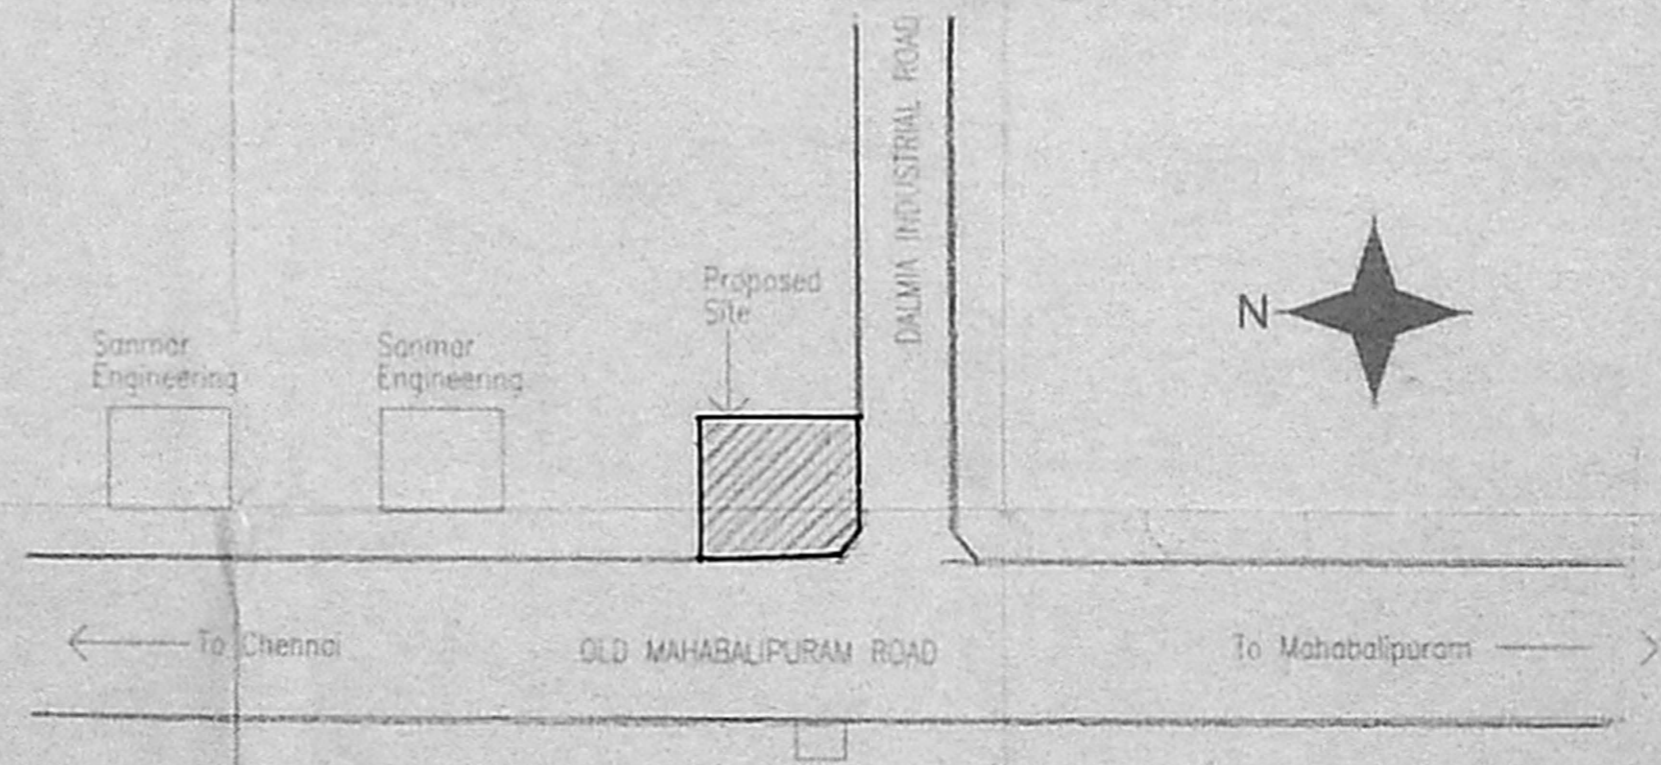 DALMIA INDUSTRIAL ROAD
Proposed
Site
N
Sanmar
Engineering
Sanmar
Engineering
To Chennai
OLD MAHABALIPURAM ROAD
To Mahabalipuram